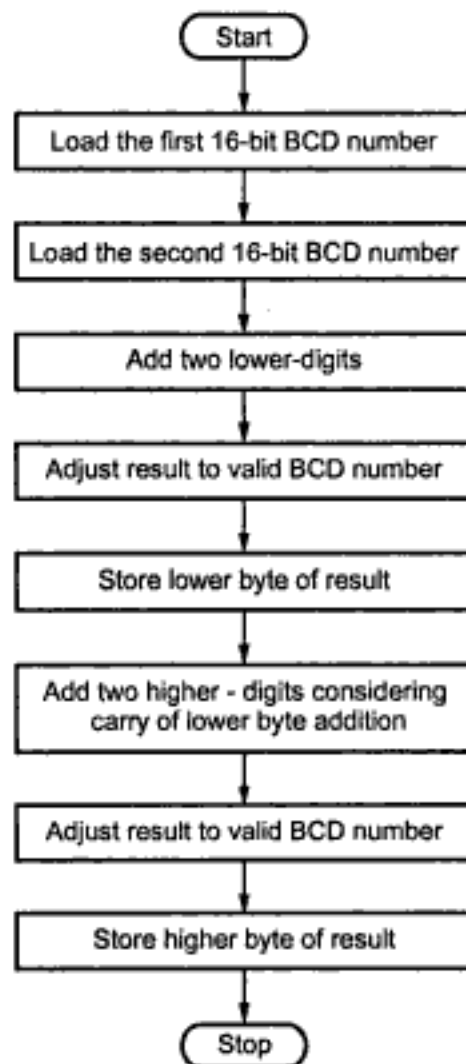 Start
Load the first 16-bit BCD number
Load the second 16-bit BCD number
Add two lower-digits
Adjust result to valid BCD number
Store lower byte of result
Add two higher - digits considering
carry of lower byte addition
Adjust result to valid BCD number
Store higher byte of result
Stop